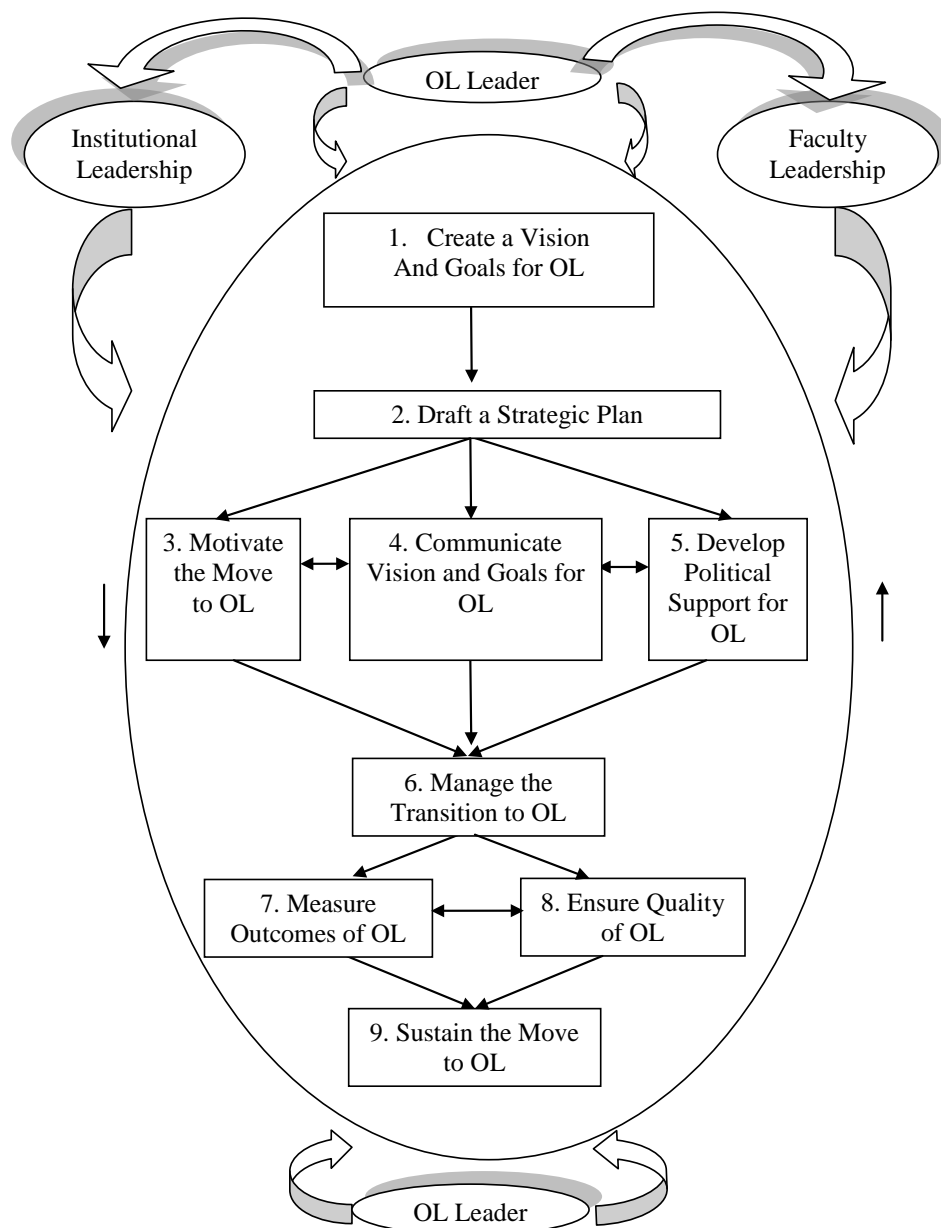 OL Leader
Institutional
Leadership
Faculty
Leadership
1. Create a Vision
And Goals for OL
2. Draft a Strategic Plan
3. Motivate
the Move
to OL
4. Communicate
Vision and Goals for
OL
5. Develop
Political
Support for
OL
6. Manage the
Transition to OL
7. Measure
Outcomes of OL
8. Ensure Quality
of OL
9. Sustain the Move
to OL
OL Leader